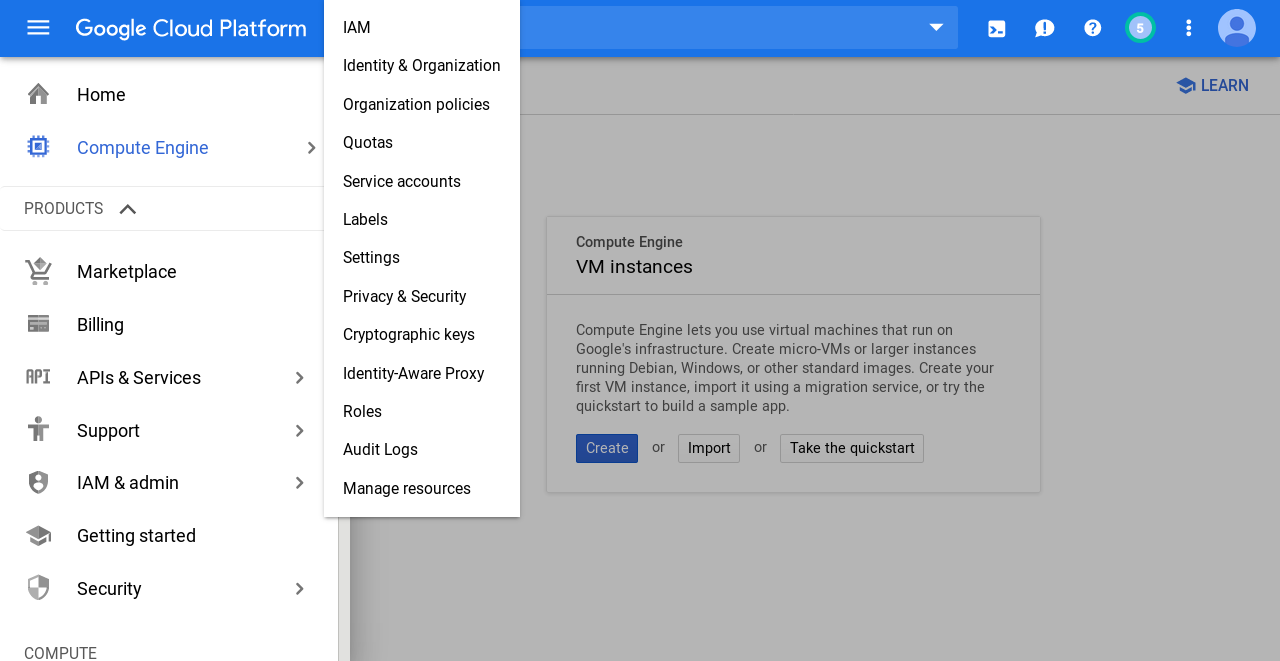 Google Cloud Platform
5
LEARN
Home
Compute Engine
PRODUCTS
Marketplace
Billing
API
APIs & Services
Support
IAM & admin
Getting started
Security
COMPUTE
IAM
Identity & Organization
Organization policies
Quotas
Service accounts
Labels
Settings
Privacy & Security
Cryptographic keys
Identity-Aware Proxy
Roles
Audit Logs
Manage resources
Compute Engine
VM instances
Compute Engine lets you use virtual machines that run on
Google's infrastructure. Create micro-VMs or larger instances
running Debian, Windows, or other standard images. Create your
first VM instance, import it using a migration service, or try the
quickstart to build a sample app.
Create or Import or Take the quickstart